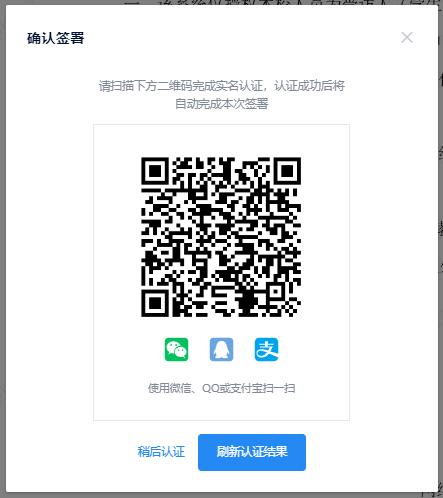 确认签署
请扫描下方二维码完成实名认证，认证成功后将
自动完成本次签署
使用微信、QQ或支付宝扫一扫
稍后认证
刷新认证结果